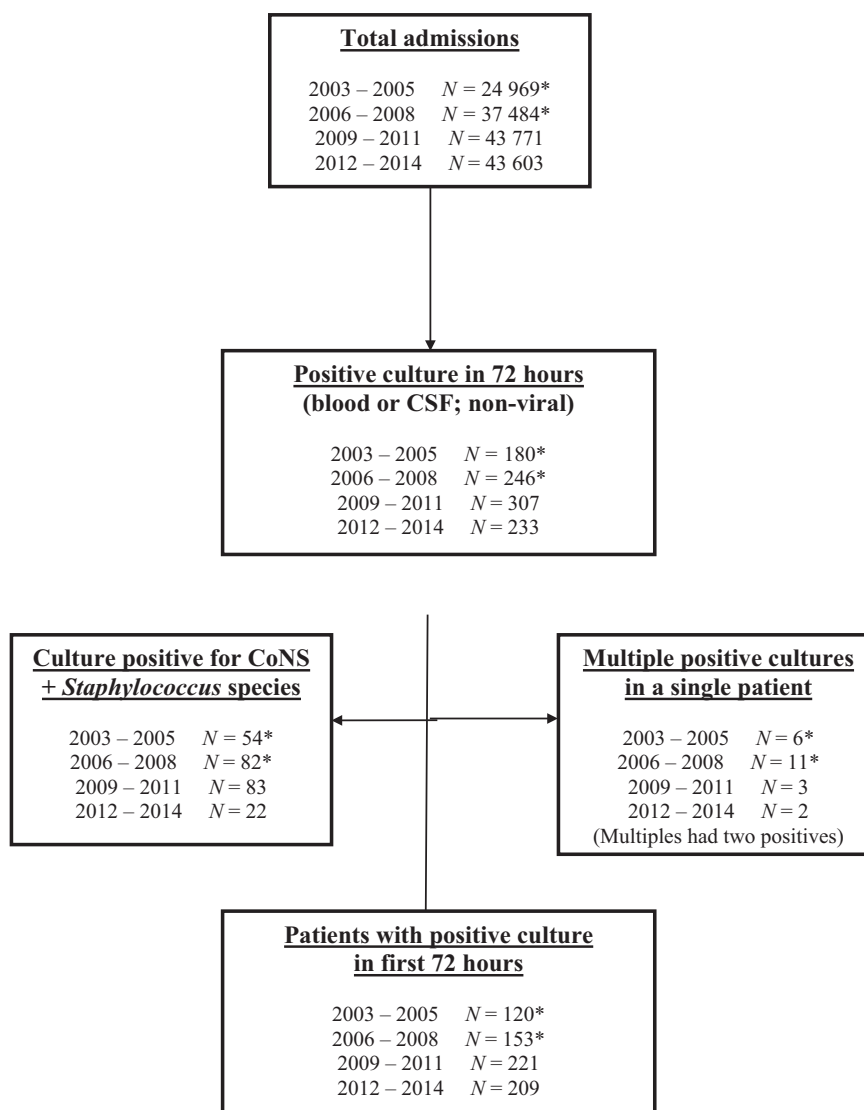 Total admissions
2003 – 2005 N = 24 969*
2006 – 2008 N = 37 484*
2009 – 2011 N = 43 771
2012 – 2014 N = 43 603
Positive culture in 72 hours
(blood or CSF; non-viral)
2003 – 2005 N = 180*
2006 – 2008 N = 246*
2009 – 2011 N = 307
2012 – 2014 N = 233
Culture positive for CoNS
+ Staphylococcus species
2003 – 2005 N = 54*
2006 – 2008 N = 82*
2009 – 2011 N = 83
2012 – 2014 N = 22
Multiple positive cultures
in a single patient
2003 – 2005 N = 6*
2006 – 2008 N = 11*
2009 – 2011 N = 3
2012 – 2014 N = 2
(Multiples had two positives)
Patients with positive culture
in first 72 hours
2003 – 2005 N = 120*
2006 – 2008 N = 153*
2009 – 2011 N = 221
2012 – 2014 N = 209